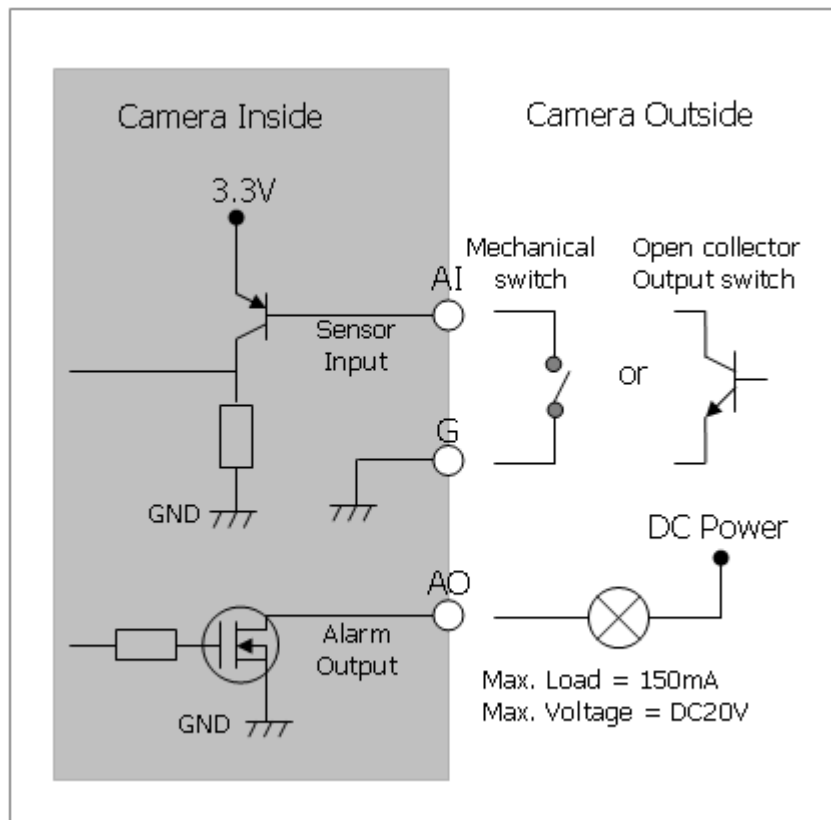 Camera Inside
Camera Outside
3.3V
Mechanical
switch
Open collector
Output switch
AI
Sensor
Input
or
G
GND
DC Power
AO
Alarm
Output
GND
Max. Load = 150mA
Max. Voltage = DC20V